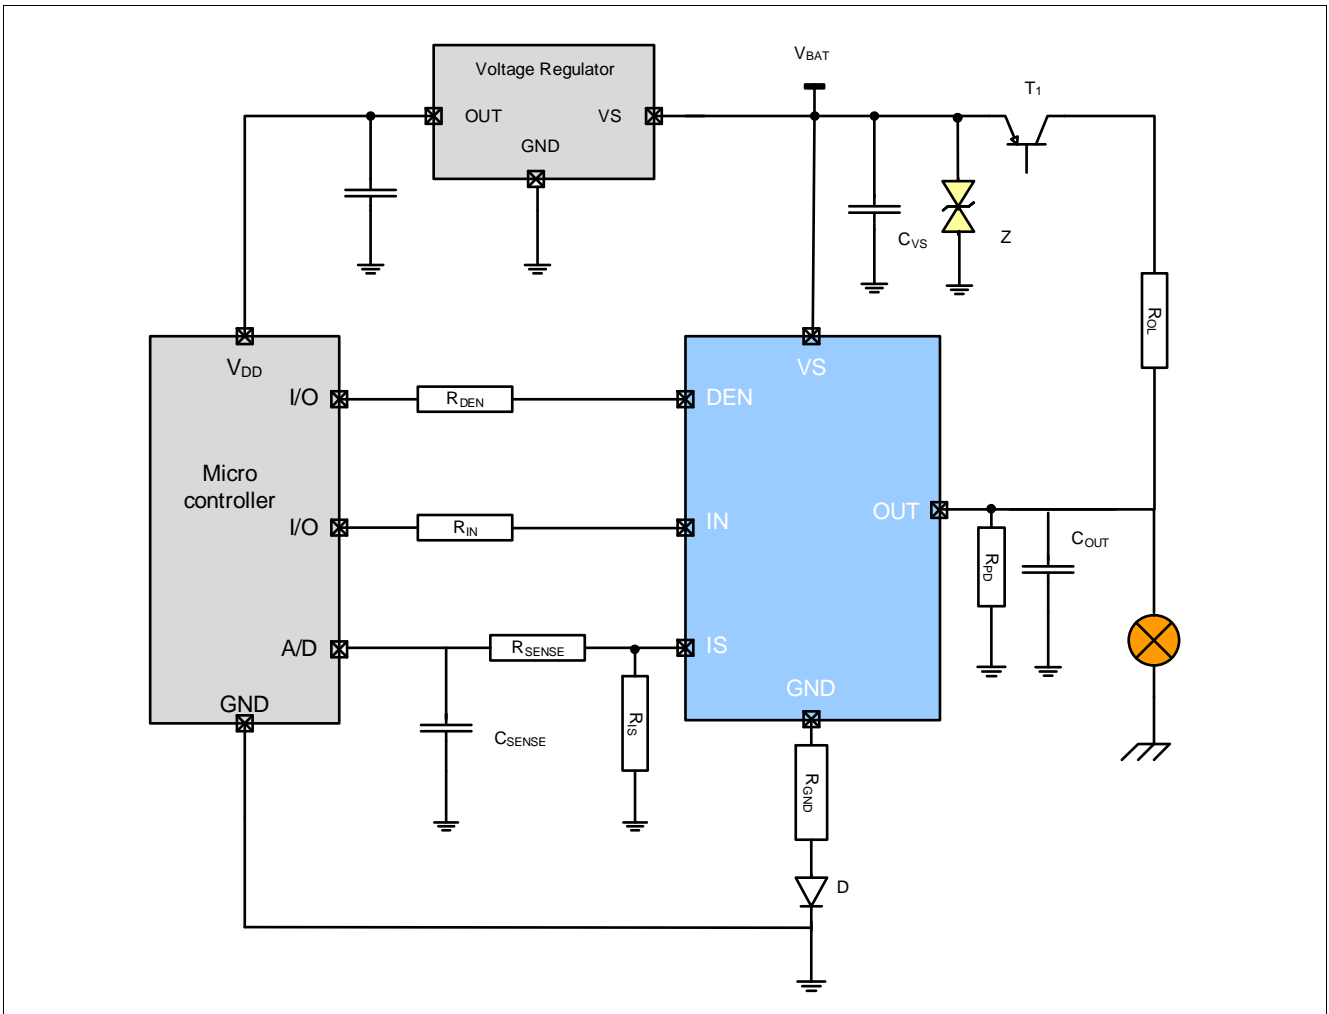 Voltage Regulator
OUT
VS
GND
VBAT
T1
CVS
Z
ROL
VDD
I/O
RDEN
DEN
VS
Micro
controller
I/O
RIN
IN
OUT
RPD
COUT
A/D
RSENSE
IS
GND
CSENSE
RIS
GND
RGND
D